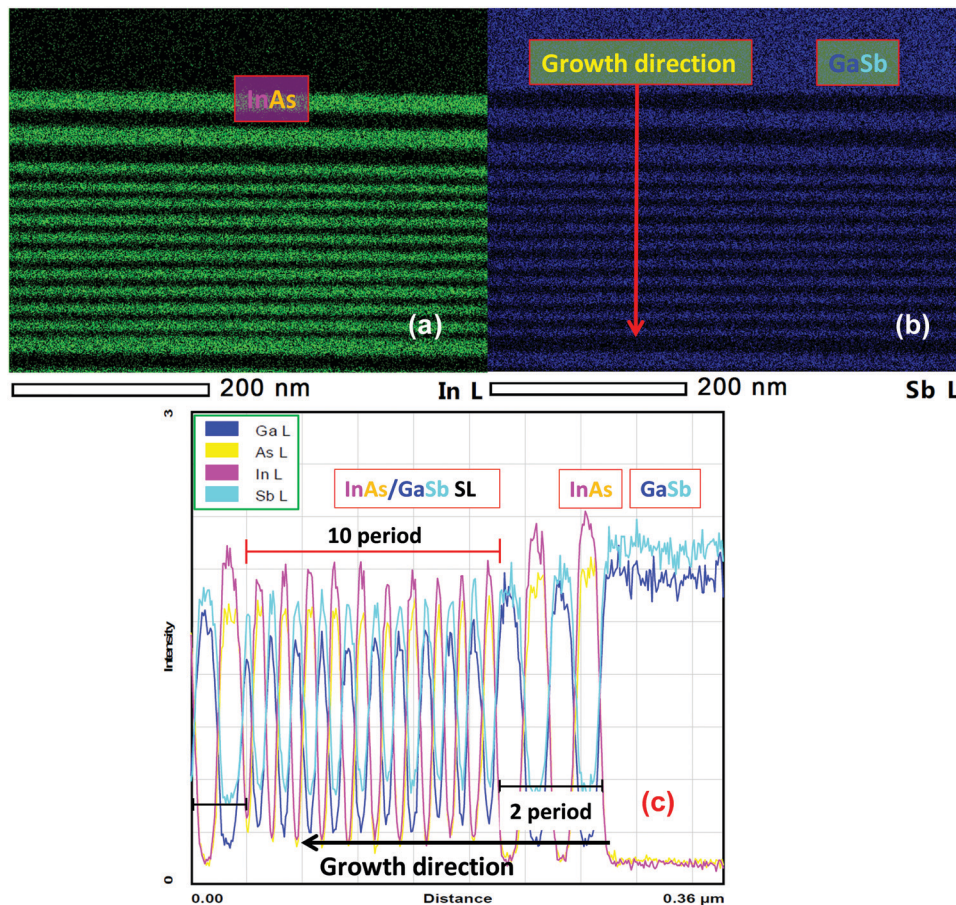 Growth direction
GaSb
InAs
(a)
(b)
200 nm
In L
200 nm
Sb L
3
Ga L
As L
In L
Sb L
InAs/GaSb SL
InAs
GaSb
10 period
Intensity
2 period
(c)
Growth direction
0
0.00
Distance
0.36 μm